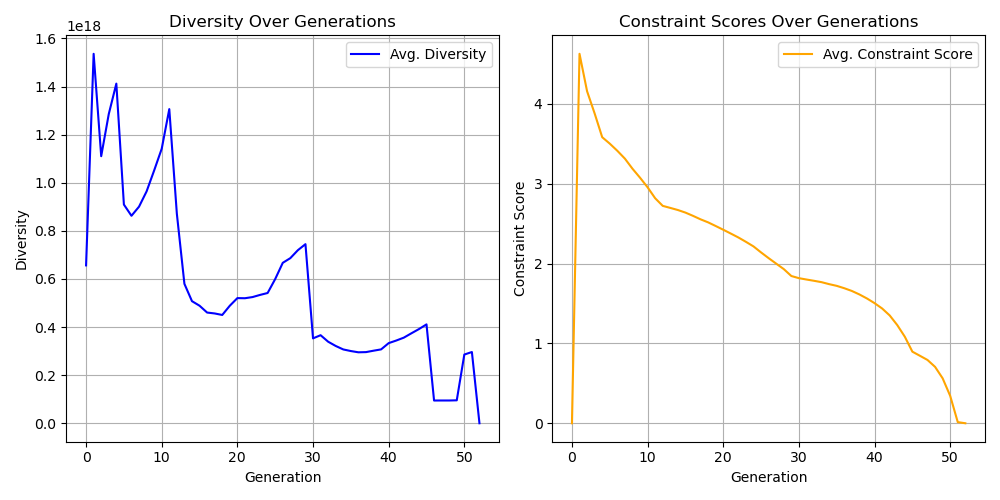 Diversity Over Generations
1e18
Avg. Diversity
1.6
1.4
1.2
1.0
0.8
0.6
0.4
0.2
0.0
Diversity
0 10 20 30 40 50
Generation
Constraint Scores Over Generations
Avg. Constraint Score
4
3
2
1
0
Constraint Score
0 10 20 30 40 50
Generation